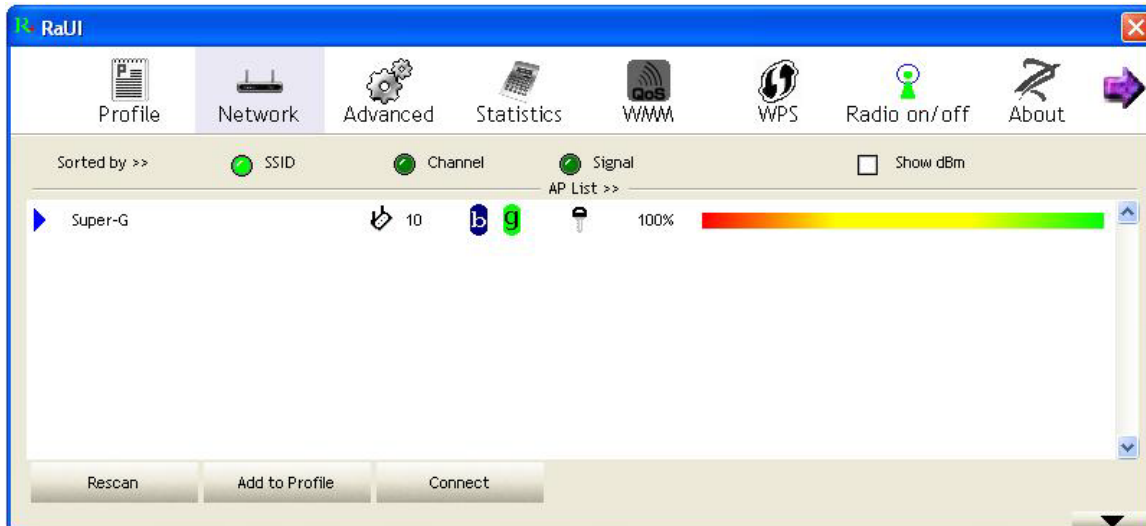 RaUI
Profile Network Advanced Statistics QoS WMM WPS Radio on/off About
Sorted by >> SSID Channel Signal Show dBm
AP List >>
Super-G 10 b g 100%
Rescan Add to Profile Connect